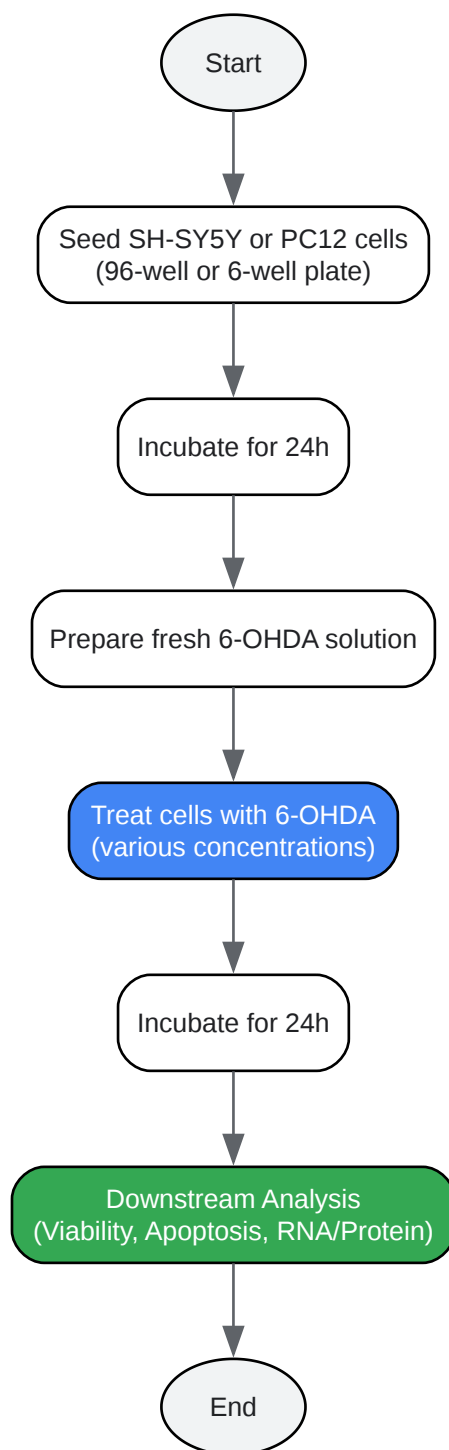 Start
Seed SH-SY5Y or PC12 cells
(96-well or 6-well plate)
Incubate for 24h
Prepare fresh 6-OHDA solution
Treat cells with 6-OHDA
(various concentrations)
Incubate for 24h
Downstream Analysis
(Viability, Apoptosis, RNA/Protein)
End